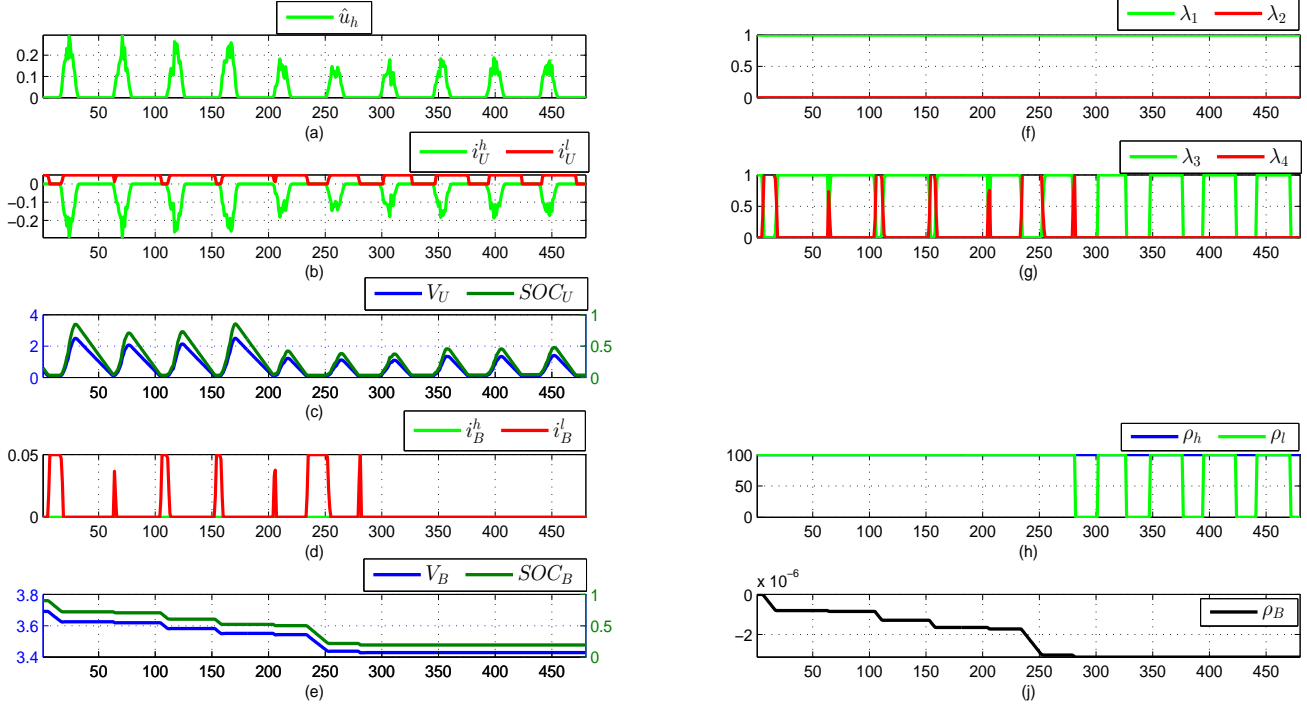 û_h
0.2
0.1
0
50 100 150 200 250 300 350 400 450
(a)
i_U^h i_U^l
0
−0.1
−0.2
50 100 150 200 250 300 350 400 450
(b)
V_U SOC_U
4 1
2 0.5
0 0
50 100 150 200 250 300 350 400 450
(c)
i_B^h i_B^l
0.05
0
50 100 150 200 250 300 350 400 450
(d)
V_B SOC_B
3.8 1
3.6 0.5
3.4 0
50 100 150 200 250 300 350 400 450
(e)
λ_1 λ_2
1
0.5
0
50 100 150 200 250 300 350 400 450
(f)
λ_3 λ_4
1
0.5
0
50 100 150 200 250 300 350 400 450
(g)
ρ_h ρ_l
100
50
0
50 100 150 200 250 300 350 400 450
(h)
x 10^−6
ρ_B
0
−2
50 100 150 200 250 300 350 400 450
(j)